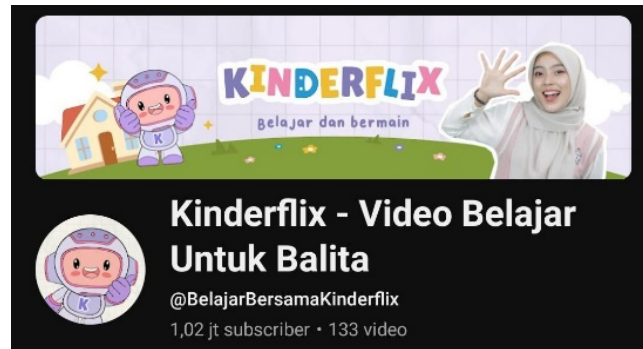 KINDERFLIX
Belajar dan bermain
K
Kinderflix - Video Belajar
Untuk Balita
K
@BelajarBersamaKinderflix
1,02 jt subscriber • 133 video